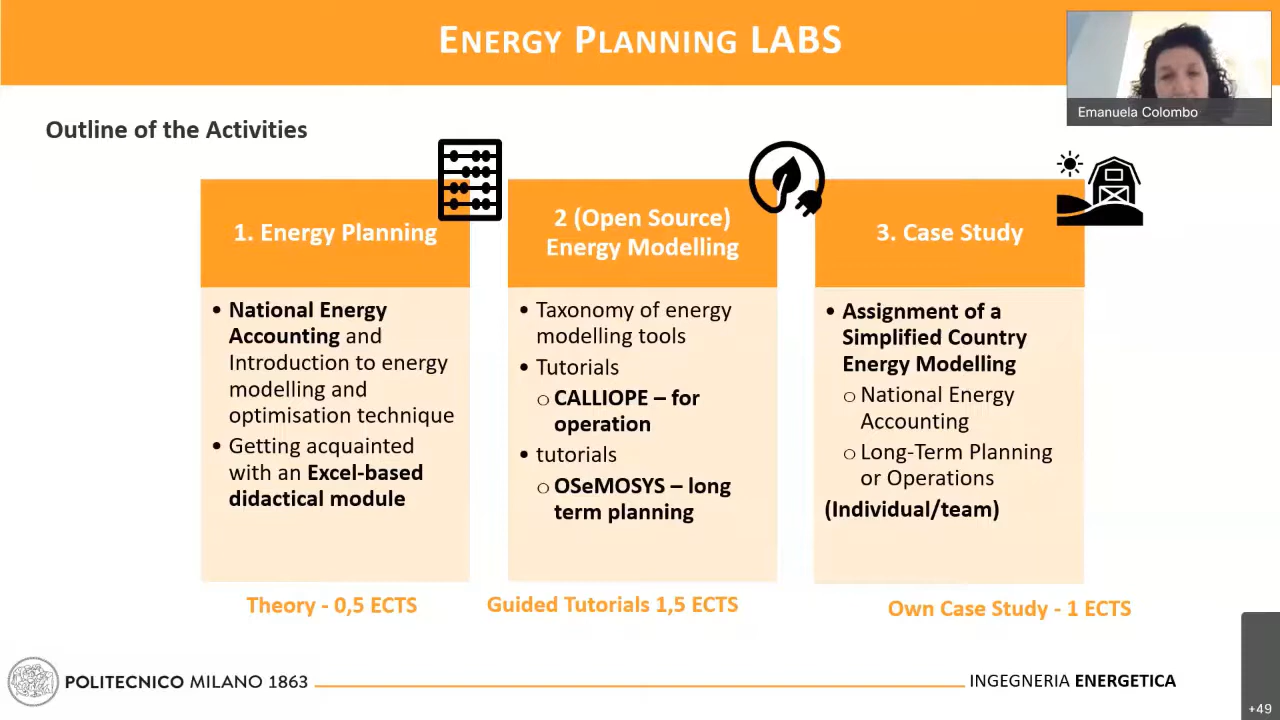 ENERGY PLANNING LABS
Emanuela Colombo
Outline of the Activities
1. Energy Planning
• National Energy
Accounting and
Introduction to energy
modelling and
optimisation technique
• Getting acquainted
with an Excel-based
didactical module
Theory - 0,5 ECTS
2 (Open Source)
Energy Modelling
• Taxonomy of energy
modelling tools
• Tutorials
o CALLIOPE – for
operation
• tutorials
o OSeMOSYS – long
term planning
Guided Tutorials 1,5 ECTS
3. Case Study
• Assignment of a
Simplified Country
Energy Modelling
o National Energy
Accounting
o Long-Term Planning
or Operations
(Individual/team)
Own Case Study - 1 ECTS
POLITECNICO MILANO 1863
INGEGNERIA ENERGETICA
+49